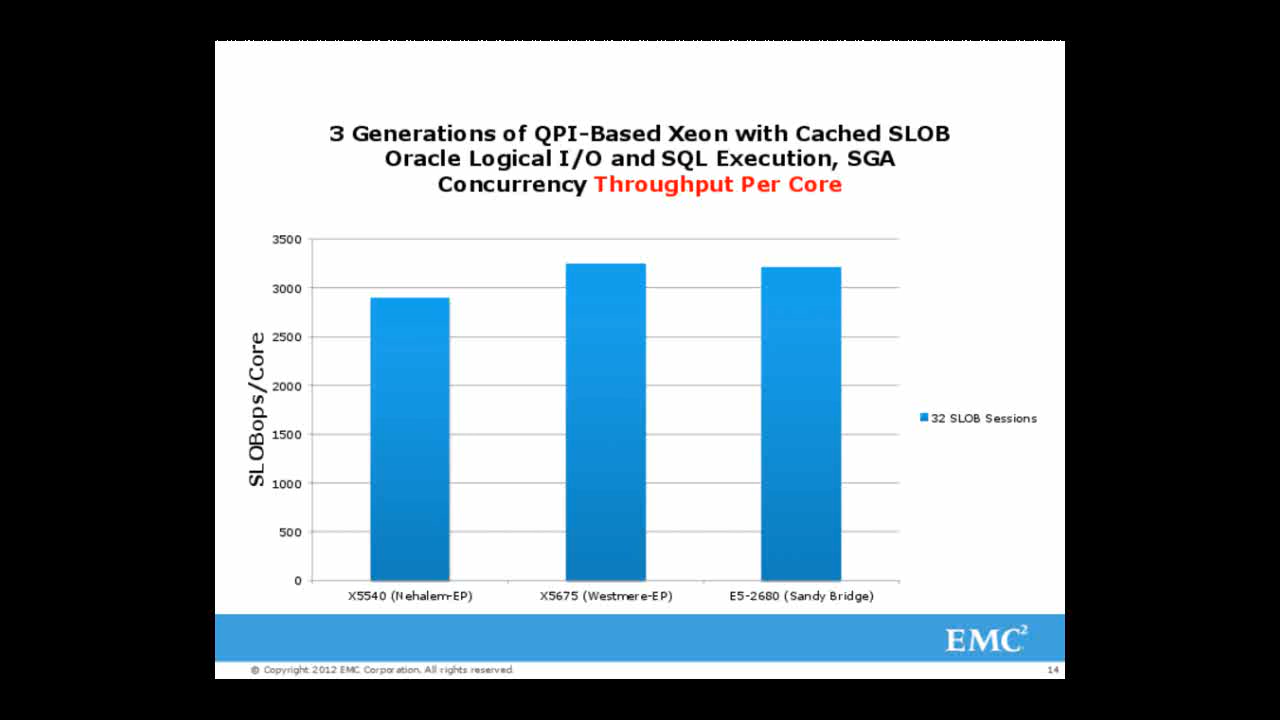 3 Generations of QPI-Based Xeon with Cached SLOB
Oracle Logical I/O and SQL Execution, SGA
Concurrency Throughput Per Core
SLOBops/Core
3500
3000
2500
2000
1500
1000
500
0
X5540 (Nehalem-EP)
X5675 (Westmere-EP)
E5-2680 (Sandy Bridge)
32 SLOB Sessions
EMC²
© Copyright 2012 EMC Corporation. All rights reserved.
14